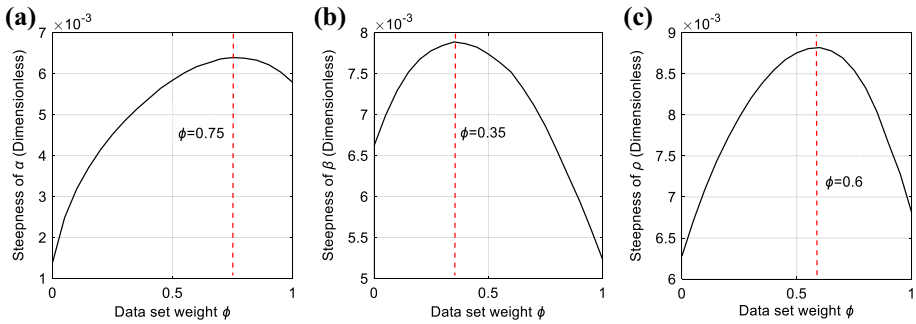 (a)
×10⁻³
7
6
5
4
3
2
1
Steepness of α (Dimensionless)
ϕ=0.75
0 0.5 1
Data set weight ϕ
(b)
×10⁻³
8
7.5
7
6.5
6
5.5
5
Steepness of β (Dimensionless)
ϕ=0.35
0 0.5 1
Data set weight ϕ
(c)
×10⁻³
9
8.5
8
7.5
7
6.5
6
Steepness of ρ (Dimensionless)
ϕ=0.6
0 0.5 1
Data set weight ϕ